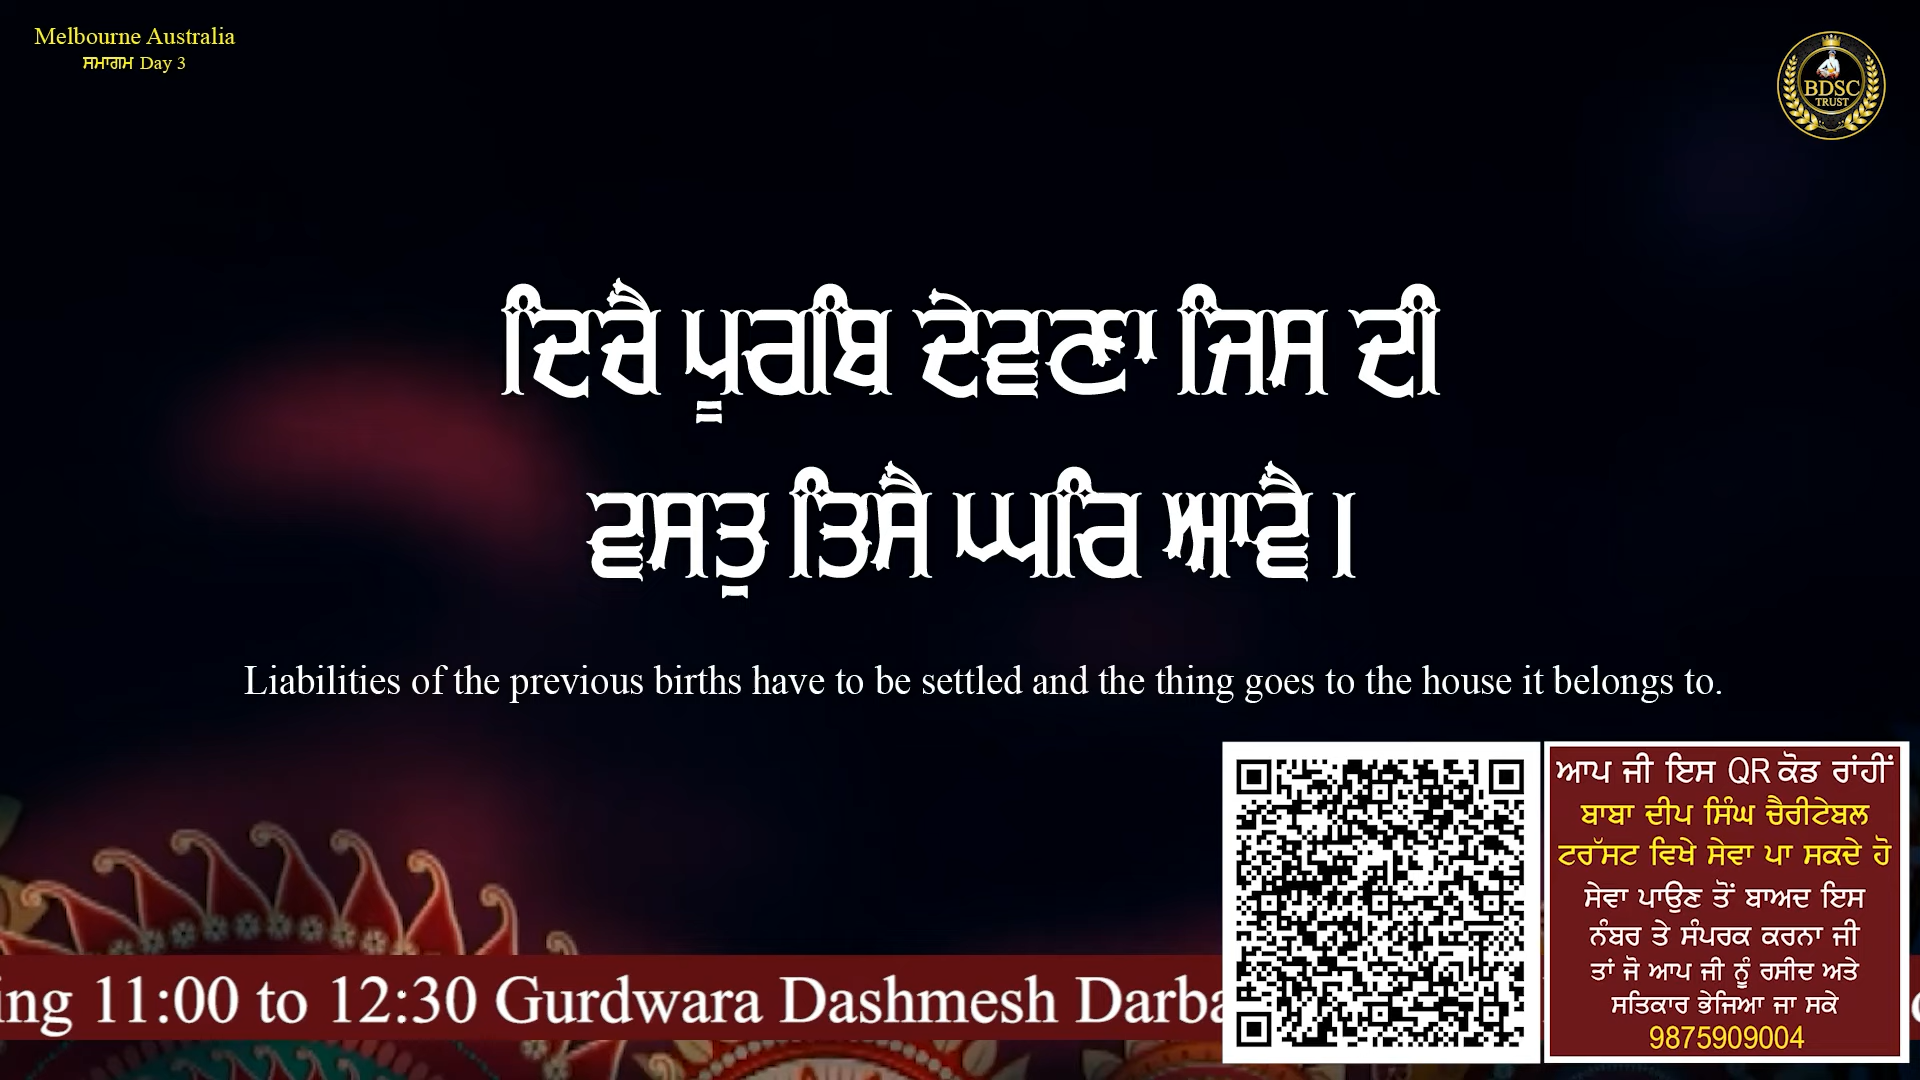 Melbourne Australia
ਸਮਾਗਮ Day 3
BDSC
TRUST
ਦਿਚੈ ਪੂਰਬਿ ਦੇਵਣਾ ਜਿਸ ਦੀ
ਵਸਤੁ ਤਿਸੈ ਘਰਿ ਆਵੈ।
Liabilities of the previous births have to be settled and the thing goes to the house it belongs to.
ਆਪ ਜੀ ਇਸ QR ਕੋਡ ਰਾਂਹੀਂ
ਬਾਬਾ ਦੀਪ ਸਿੰਘ ਚੈਰੀਟੇਬਲ
ਟਰੱਸਟ ਵਿਖੇ ਸੇਵਾ ਪਾ ਸਕਦੇ ਹੋ
ਸੇਵਾ ਪਾਉਣ ਤੋਂ ਬਾਅਦ ਇਸ
ਨੰਬਰ ਤੇ ਸੰਪਰਕ ਕਰਨਾ ਜੀ
ਤਾਂ ਜੋ ਆਪ ਜੀ ਨੂੰ ਰਸੀਦ ਅਤੇ
ਸਤਿਕਾਰ ਭੇਜਿਆ ਜਾ ਸਕੇ
9875909004
ing 11:00 to 12:30 Gurdwara Dashmesh Darba